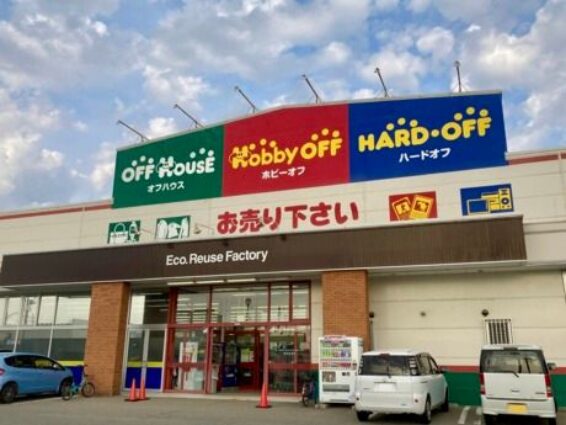 OFF HOUSE
オフハウス
Hobby OFF
ホビーオフ
HARD・OFF
ハードオフ
お売り下さい
Eco. Reuse Factory